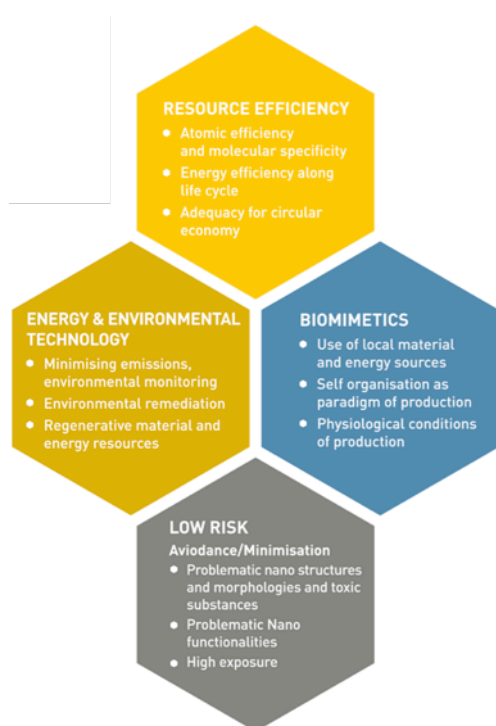 RESOURCE EFFICIENCY
Atomic efficiency
and molecular specificity
Energy efficiency along
life cycle
Adequacy for circular
economy
ENERGY & ENVIRONMENTAL
TECHNOLOGY
Minimising emissions,
environmental monitoring
Environmental remediation
Regenerative material and
energy resources
BIOMIMETICS
Use of local material
and energy sources
Self organisation as
paradigm of production
Physiological conditions
of production
LOW RISK
Aviodance/Minimisation
Problematic nano structures
and morphologies and toxic
substances
Problematic Nano
functionalities
High exposure